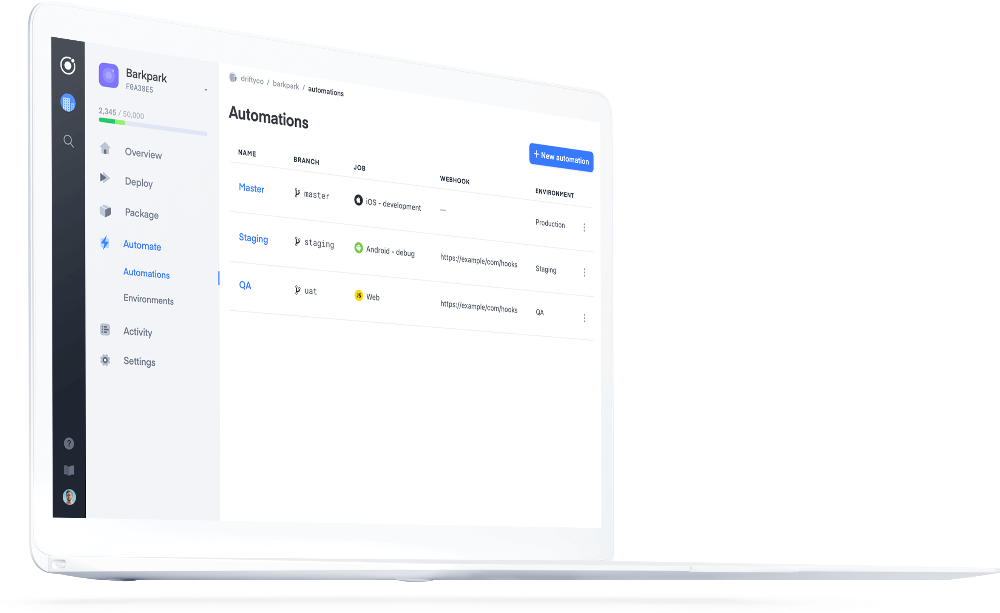 Barkpark
F0A38E5
2,345 / 50,000
Overview
Deploy
Package
Automate
Automations
Environments
Activity
Settings
?
driftyco / barkpark / automations
Automations
+ New automation
NAME BRANCH JOB WEBHOOK ENVIRONMENT
Master master iOS - development — Production
Staging staging Android - debug https://example/com/hooks Staging
QA uat JS Web https://example/com/hooks QA